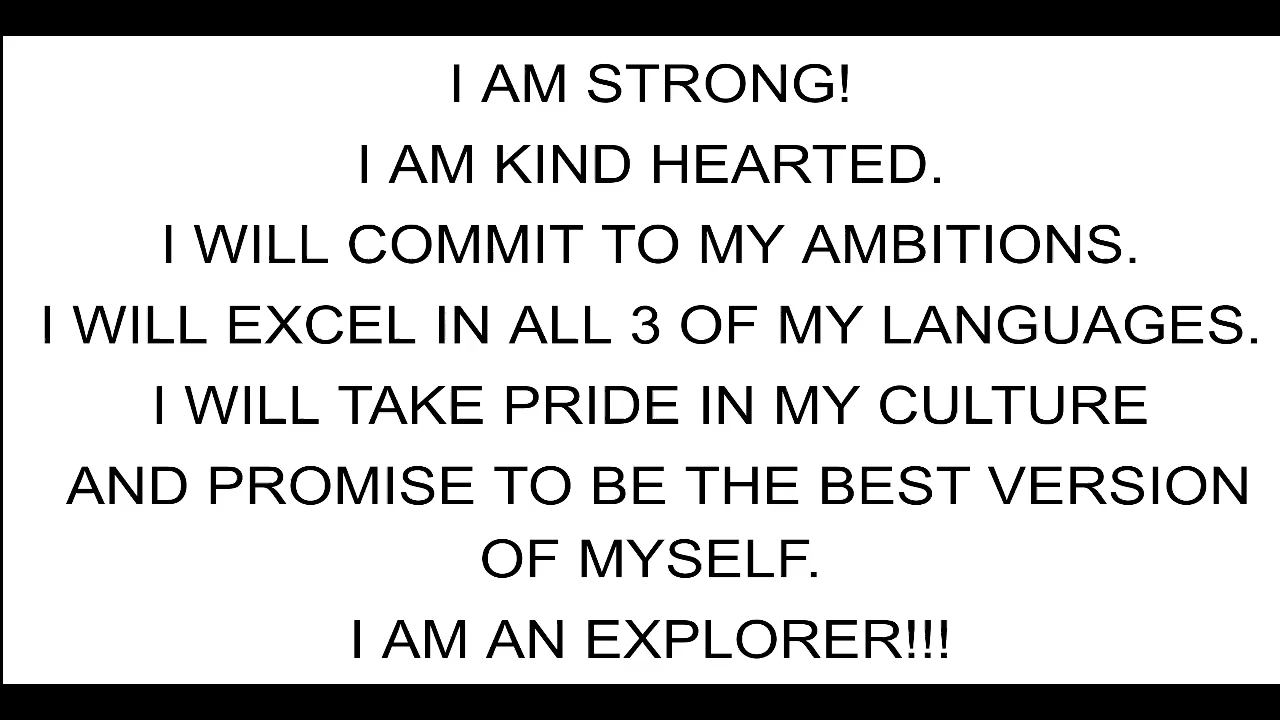 I AM STRONG!
I AM KIND HEARTED.
I WILL COMMIT TO MY AMBITIONS.
I WILL EXCEL IN ALL 3 OF MY LANGUAGES.
I WILL TAKE PRIDE IN MY CULTURE
AND PROMISE TO BE THE BEST VERSION
OF MYSELF.
I AM AN EXPLORER!!!